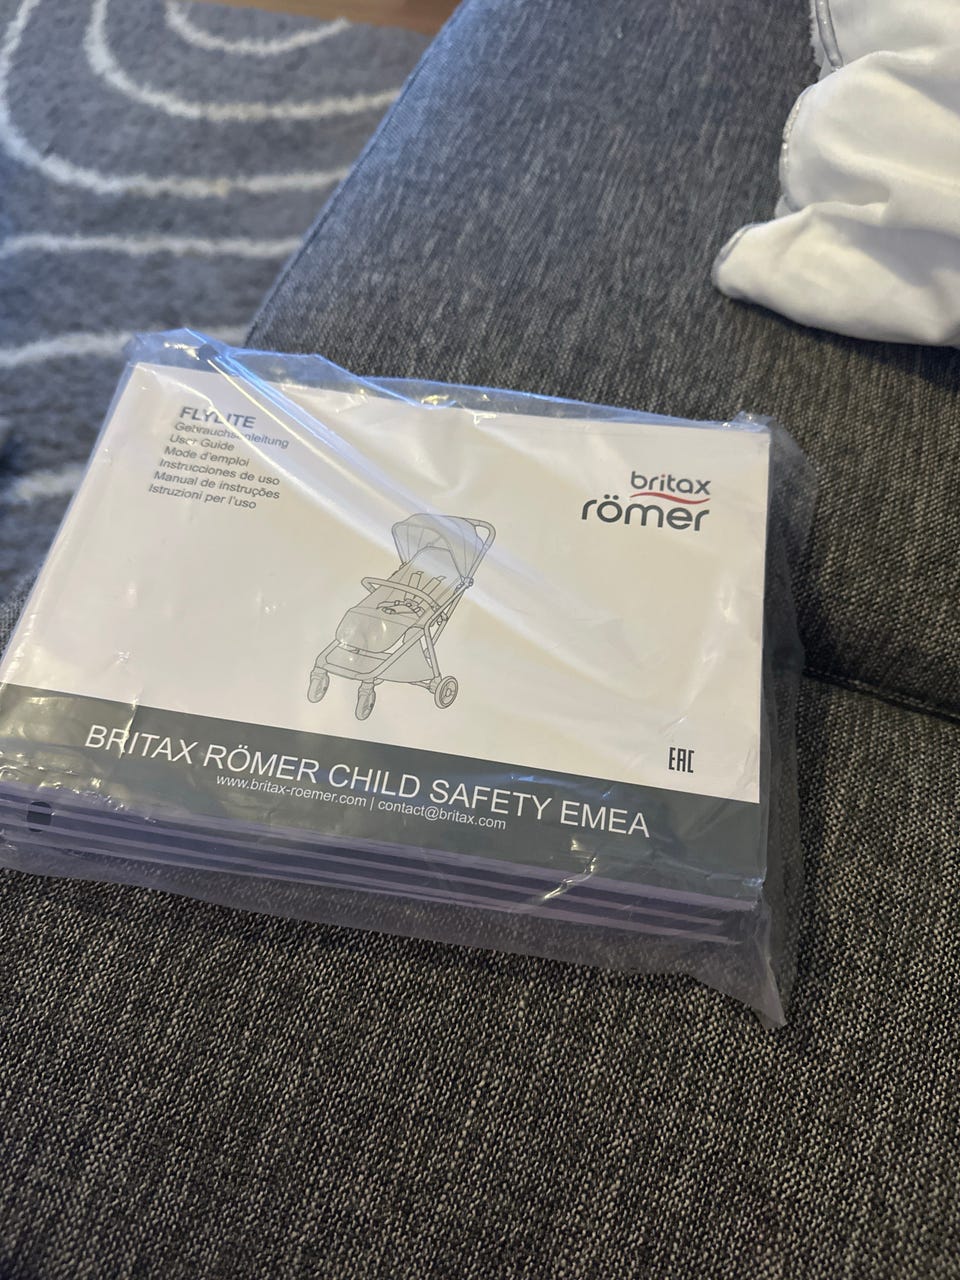 FLYLITE
Gebrauchsanleitung
User Guide
Mode d'emploi
Instrucciones de uso
Manual de instruções
Istruzioni per l'uso
britax
römer
EAC
BRITAX RÖMER CHILD SAFETY EMEA
www.britax-roemer.com | contact@britax.com